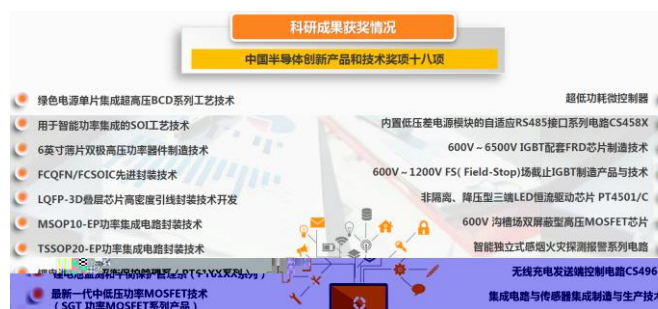 科研成果获奖情况
中国半导体创新产品和技术奖项十八项
绿色电源单片集成超高压BCD系列工艺技术
用于智能功率集成的SOI工艺技术
6英寸薄片双极高压功率器件制造技术
FCQFN/FCSOIC先进封装技术
LQFP-3D叠层芯片高密度引线封装技术开发
MSOP10-EP功率集成电路封装技术
TSSOP20-EP功率集成电路封装技术
最新一代中低压功率MOSFET技术
(SGT 功率MOSFET系列产品)
超低功耗微控制器
内置低压差电源模块的自适应RS485接口系列电路CS458X
600V~6500V IGBT配套FRD芯片制造技术
600V~1200V FS( Field-Stop)场截止IGBT制造产品与技术
非隔离、降压型三端LED恒流驱动芯片 PT4501/C
600V 沟槽场双屏蔽型高压MOSFET芯片
智能独立式感烟火灾探测报警系列电路
无线充电发送端控制电路CS496
集成电路与传感器集成制造与生产技